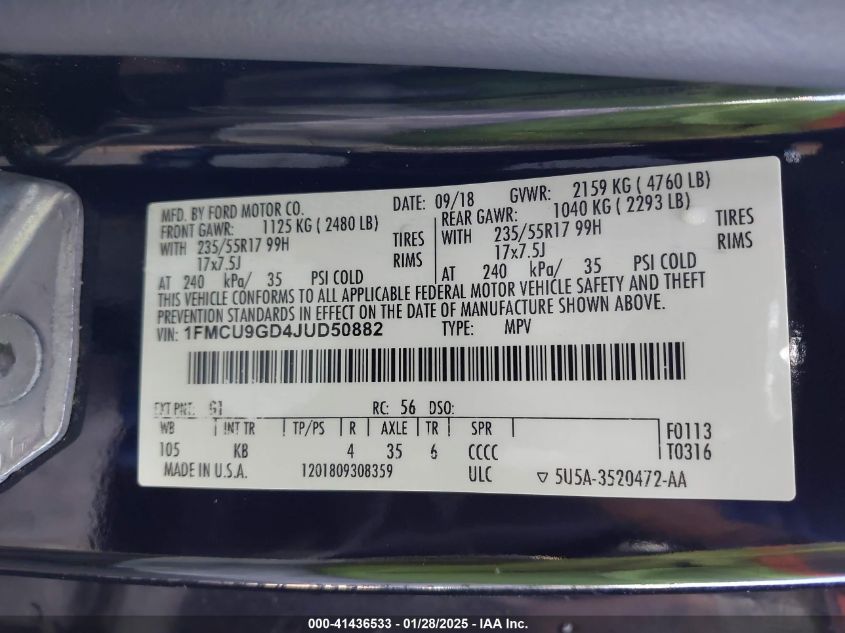 MFD. BY FORD MOTOR CO. DATE: 09/18 GVWR: 2159 KG ( 4760 LB)
FRONT GAWR: 1125 KG ( 2480 LB) REAR GAWR: 1040 KG ( 2293 LB)
WITH 235/55R17 99H TIRES WITH 235/55R17 99H TIRES
17x7.5J RIMS 17x7.5J RIMS
AT 240 kPa/ 35 PSI COLD AT 240 kPa/ 35 PSI COLD
THIS VEHICLE CONFORMS TO ALL APPLICABLE FEDERAL MOTOR VEHICLE SAFETY AND THEFT
PREVENTION STANDARDS IN EFFECT ON THE DATE OF MANUFACTURE SHOWN ABOVE.
VIN: 1FMCU9GD4JUD50882 TYPE: MPV
EXT PNT: G1 RC: 56 DSO:
WB INT TR TP/PS R AXLE TR SPR F0113
105 KB 4 35 6 CCCC T0316
MADE IN U.S.A. 1201809308359 ULC ▽ 5U5A-3520472-AA
000-41436533 - 01/28/2025 - IAA Inc.